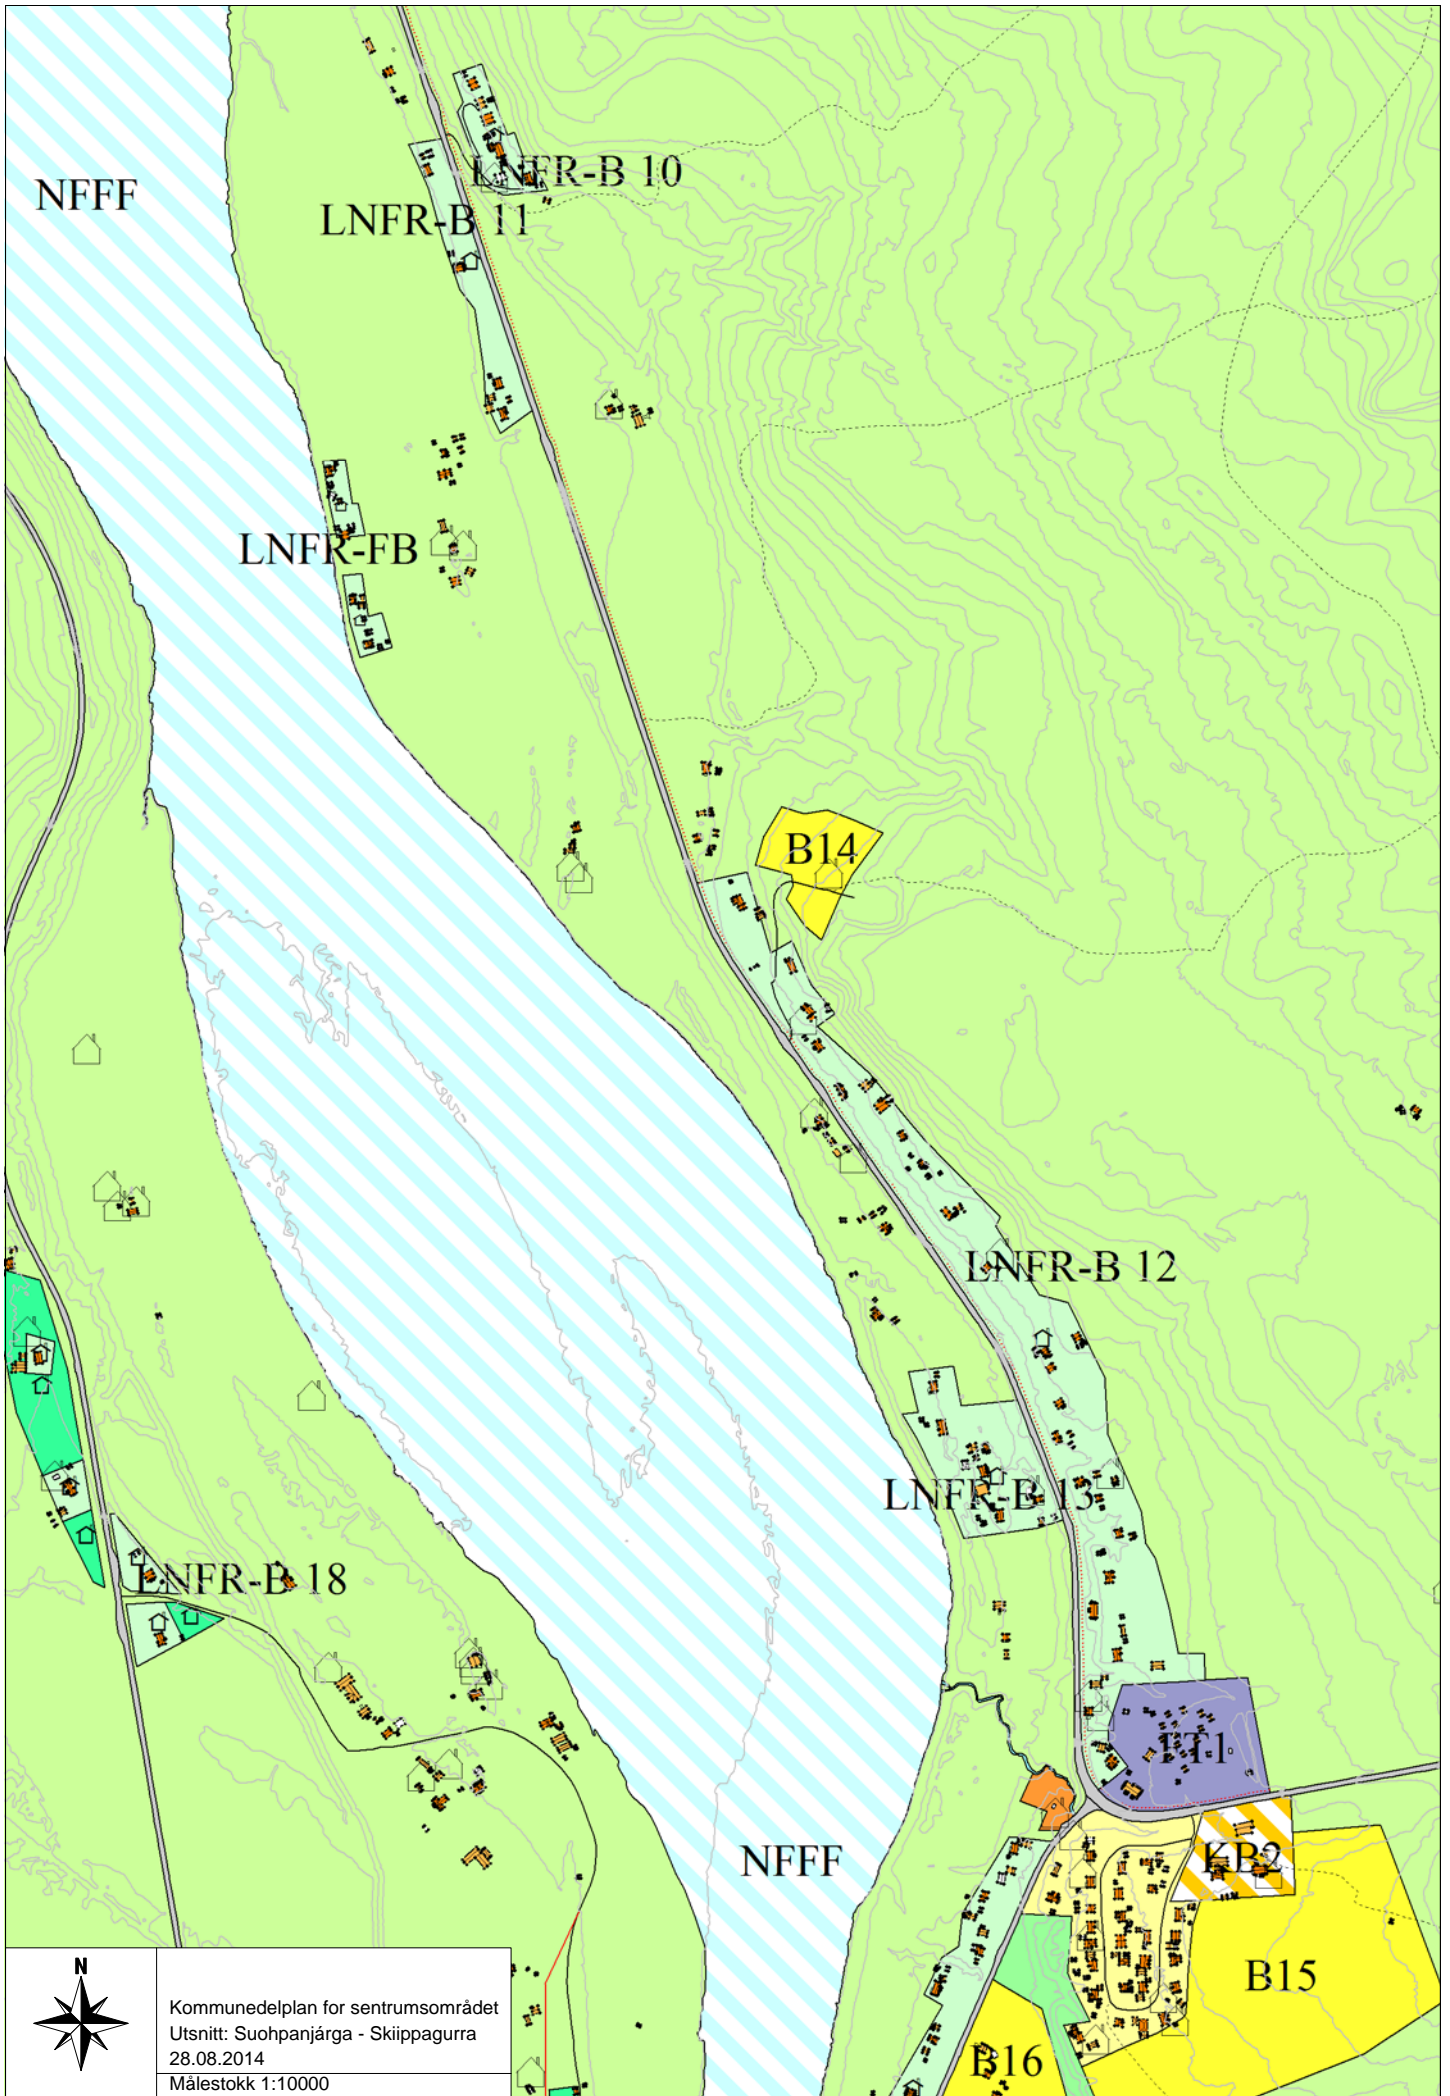 LNFR-B 10
NFFF
LNFR-B 11
LNFR-FB
B14
LNFR-B 12
LNFR-B 13
LNFR-B 18
FT1
NFFF
KB2
B15
B16
N
Kommunedelplan for sentrumsområdet
Utsnitt: Suohpanjárga - Skiippagurra
28.08.2014
Målestokk 1:10000